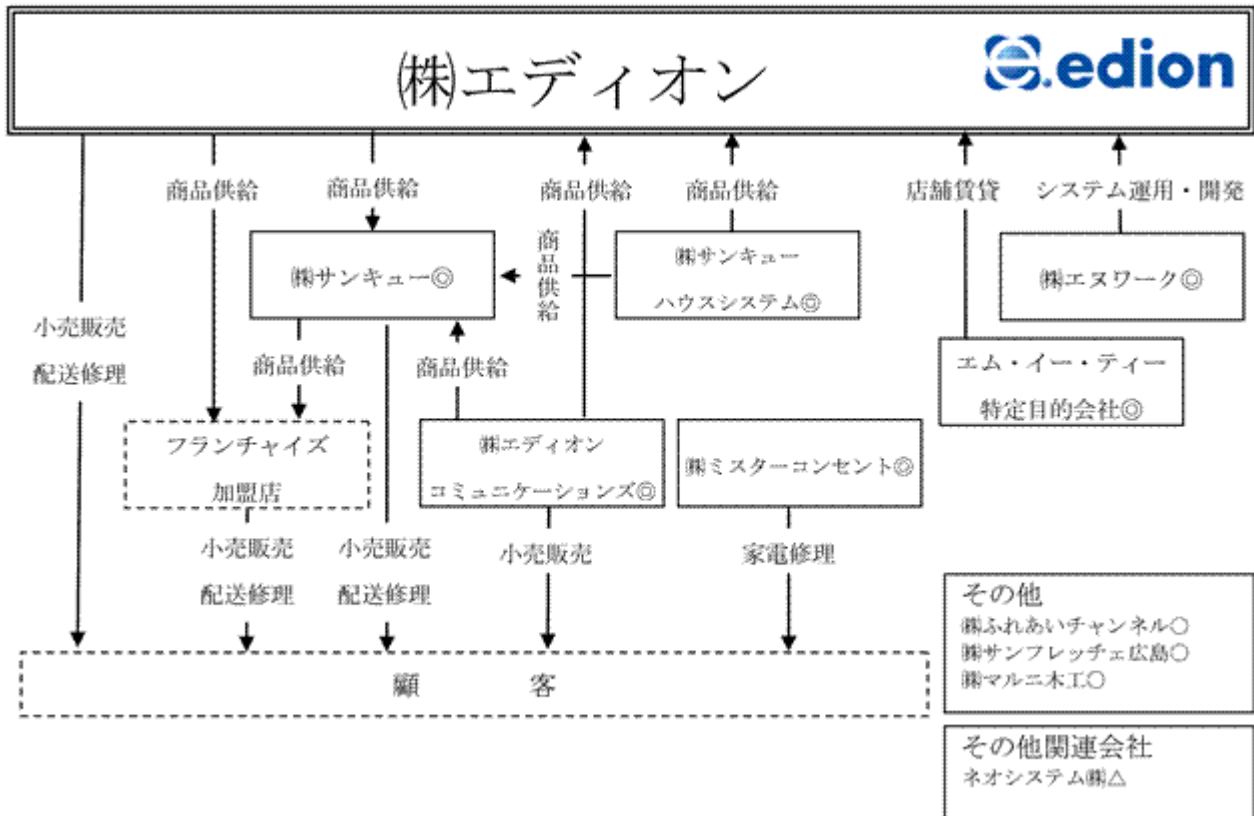 ㈱エディオン
e.edion
商品供給
商品供給
商品供給
商品供給
店舗賃貸
システム運用・開発
㈱サンキュー◎
商品供給
㈱サンキュー
ハウスシステム◎
㈱エヌワーク◎
小売販売
配送修理
商品供給
商品供給
エム・イー・ティー
特定目的会社◎
フランチャイズ
加盟店
㈱エディオン
コミュニケーションズ◎
㈱ミスターコンセント◎
小売販売
配送修理
小売販売
配送修理
小売販売
家電修理
その他
㈱ふれあいチャンネル○
㈱サンフレッチェ広島○
㈱マルニ木工○
顧 客
その他関連会社
ネオシステム㈱△